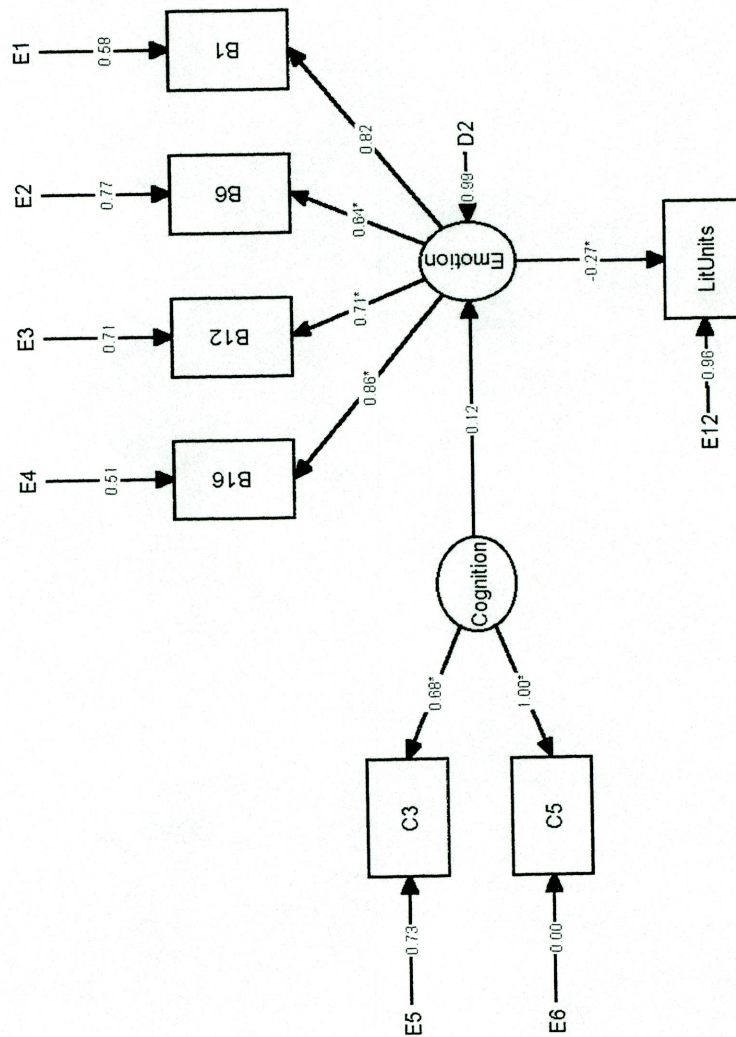 E1
0.58
B1
0.82
E2
0.77
B6
0.64*
E3
0.71
B12
0.71*
E4
0.51
B16
0.86*
Emotion
0.99
D2
-0.27*
LitUnits
0.96
E12
0.12
Cognition
0.68*
C3
0.73
E5
1.00*
C5
0.00
E6